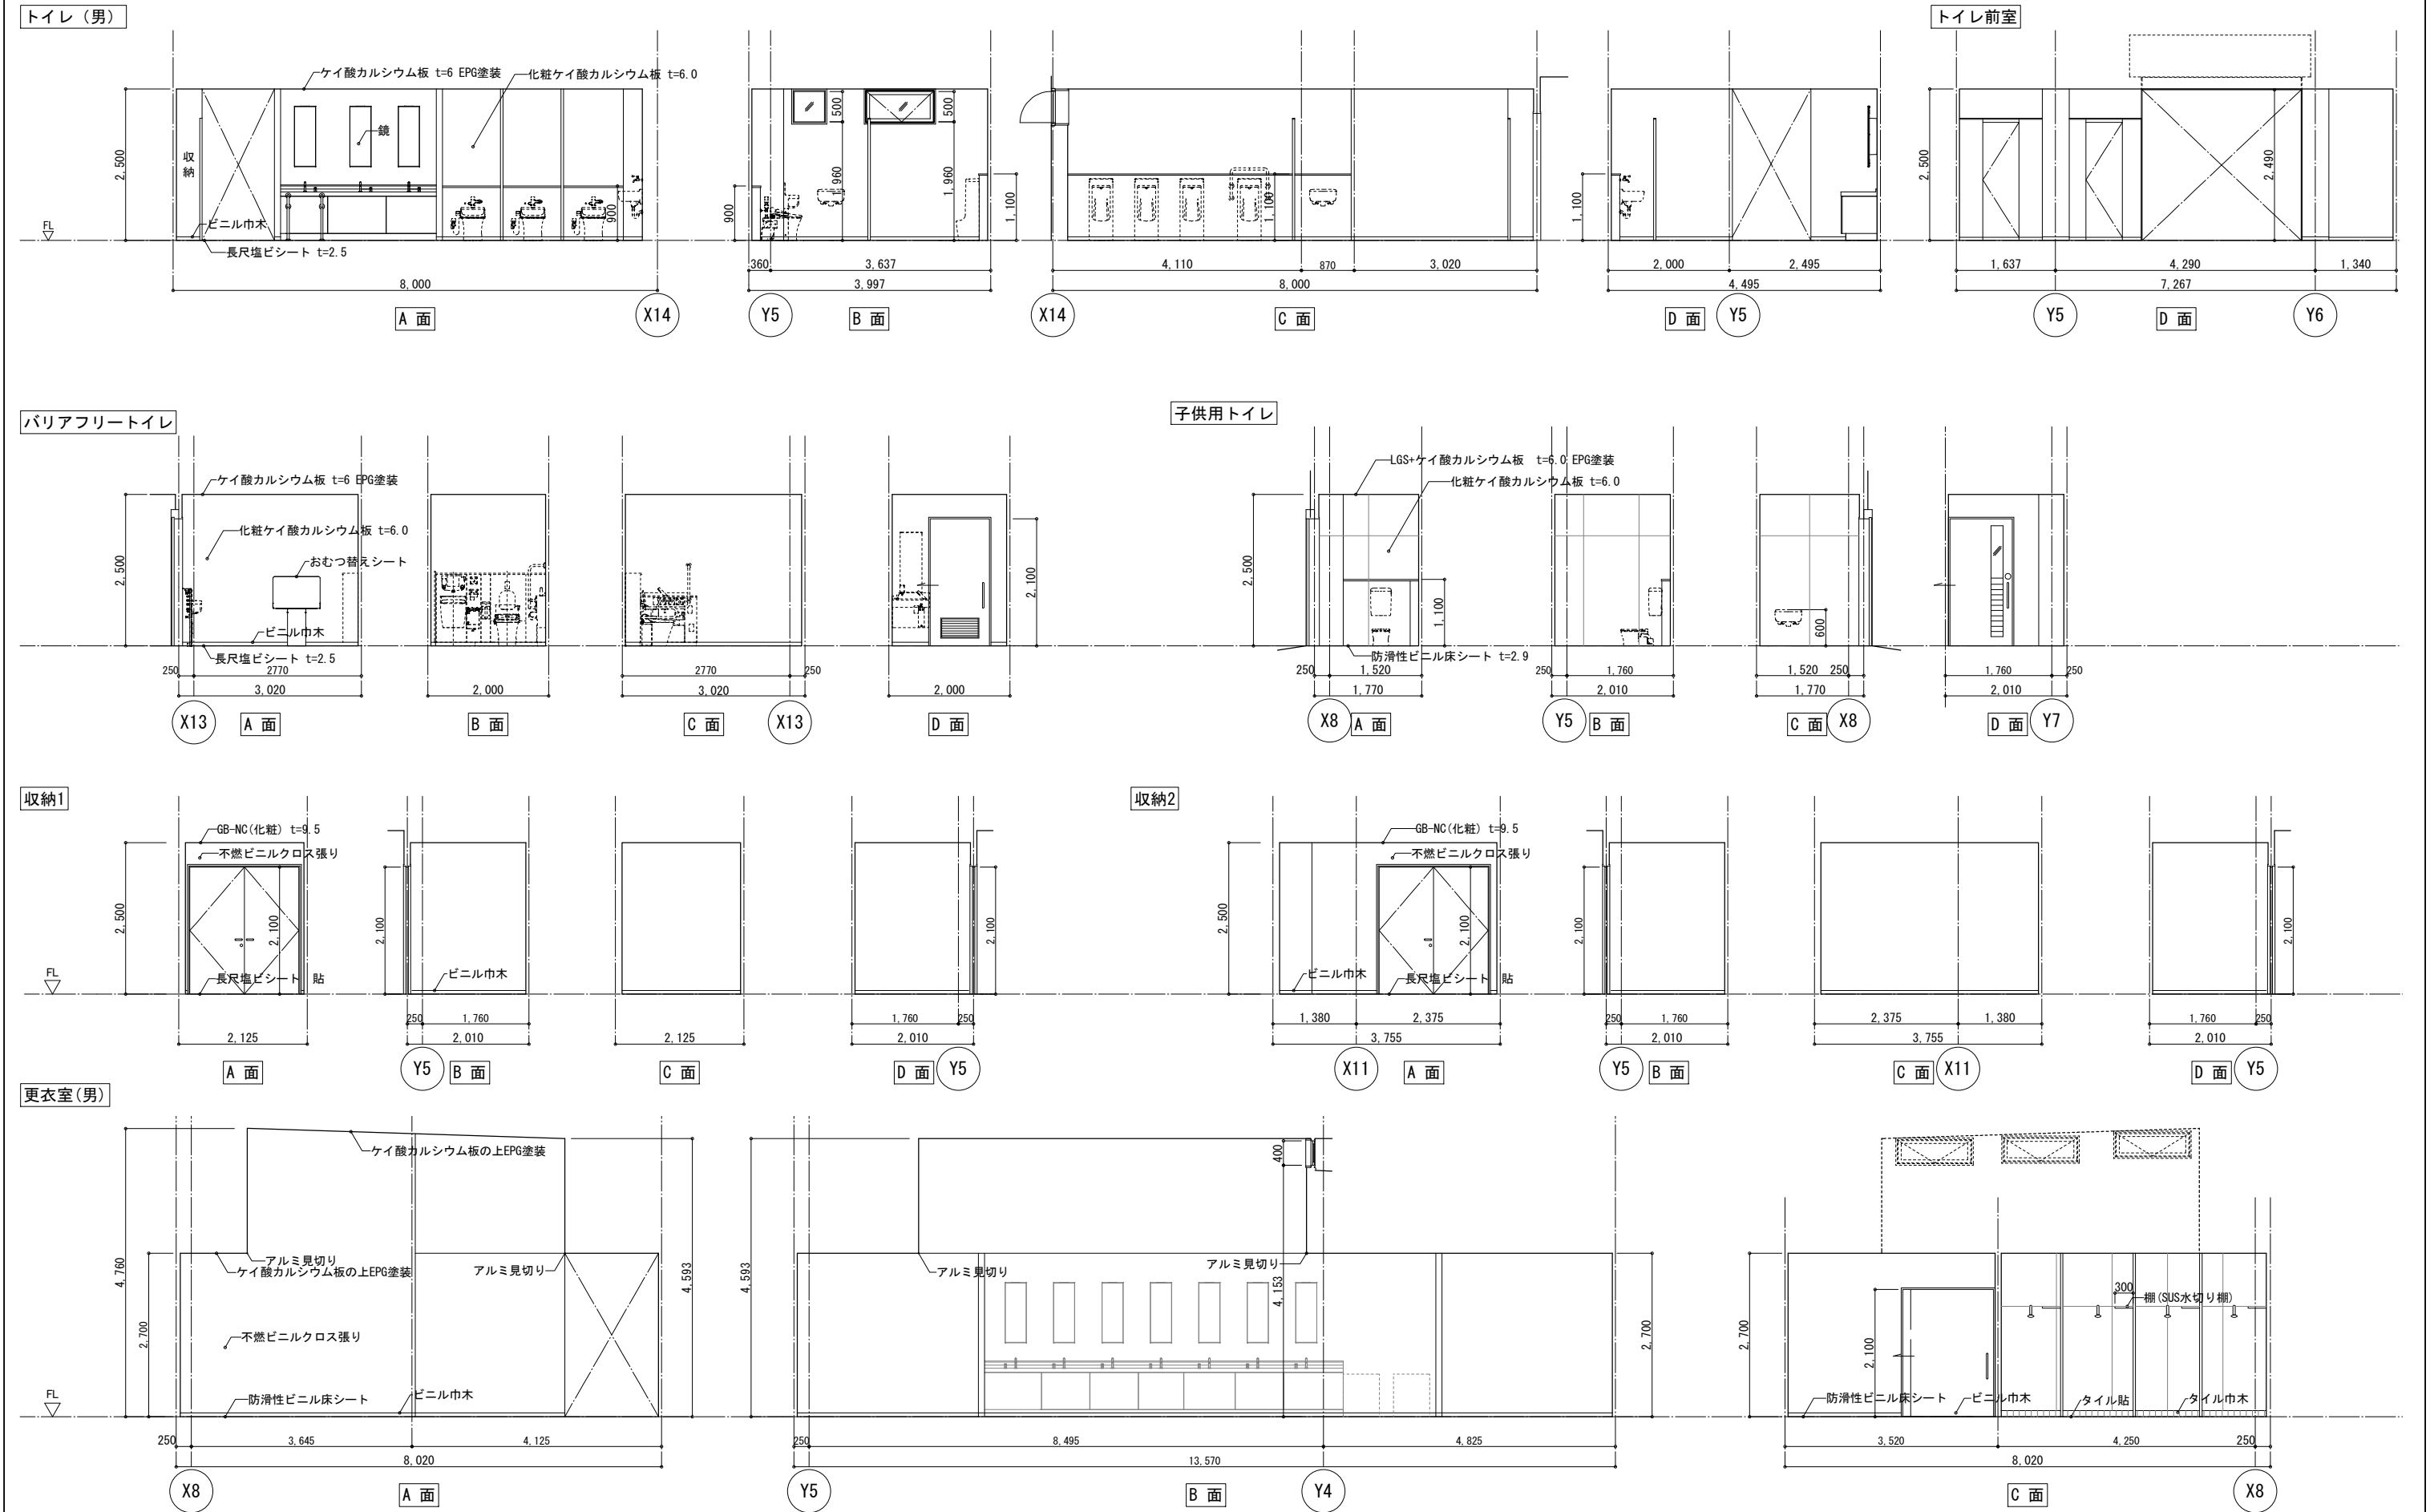 トイレ（男）
トイレ前室
ケイ酸カルシウム板 t=6 EPG塗装
化粧ケイ酸カルシウム板 t=6.0
鏡
収納
ビニル巾木
長尺塩ビシート t=2.5
FL
2,500
900
8,000
A 面
X14
500
500
1,960
1,960
900
1,100
360
3,637
3,997
Y5
B 面
1,100
4,110
870
3,020
8,000
X14
C 面
1,100
2,000
2,495
4,495
D 面
Y5
2,500
2,490
1,637
4,290
1,340
7,267
Y5
D 面
Y6
バリアフリートイレ
子供用トイレ
ケイ酸カルシウム板 t=6 EPG塗装
化粧ケイ酸カルシウム板 t=6.0
おむつ替えシート
ビニル巾木
長尺塩ビシート t=2.5
2,500
250
2770
3,020
X13
A 面
2,000
B 面
2770
250
3,020
C 面
X13
2,100
2,000
D 面
LGS+ケイ酸カルシウム板 t=6.0 EPG塗装
化粧ケイ酸カルシウム板 t=6.0
防滑性ビニル床シート t=2.9
2,500
1,100
250
1,520
1,770
X8
A 面
250
1,760
2,010
Y5
B 面
600
1,520
250
1,770
C 面
X8
1,760
250
2,010
D 面
Y7
収納1
収納2
GB-NC(化粧) t=9.5
不燃ビニルクロス張り
2,500
2,100
長尺塩ビシート 貼
2,125
A 面
2,100
ビニル巾木
250
1,760
2,010
Y5
B 面
2,125
C 面
2,100
1,760
250
2,010
D 面
Y5
FL
GB-NC(化粧) t=9.5
不燃ビニルクロス張り
2,500
2,100
ビニル巾木
長尺塩ビシート 貼
1,380
2,375
3,755
X11
A 面
2,100
250
1,760
2,010
Y5
B 面
2,375
1,380
3,755
C 面
X11
2,100
1,760
250
2,010
D 面
Y5
更衣室(男)
ケイ酸カルシウム板の上EPG塗装
アルミ見切り
ケイ酸カルシウム板の上EPG塗装
アルミ見切り
不燃ビニルクロス張り
防滑性ビニル床シート
ビニル巾木
4,760
2,700
4,593
FL
250
3,645
4,125
8,020
X8
A 面
4,593
400
アルミ見切り
アルミ見切り
4,153
2,700
250
8,495
4,825
13,570
Y5
B 面
Y4
2,700
2,100
300
棚(SUS水切り棚)
防滑性ビニル床シート
ビニル巾木
タイル貼
タイル巾木
3,520
4,250
250
8,020
C 面
X8